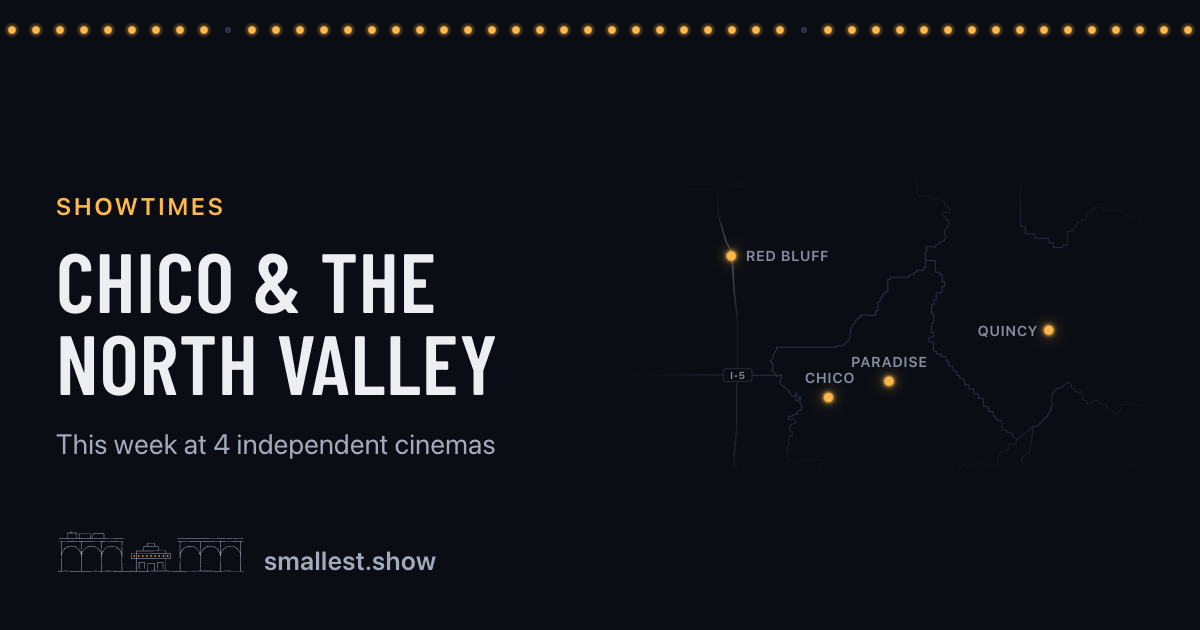 SHOWTIMES
CHICO & THE
NORTH VALLEY
This week at 4 independent cinemas
smallest.show
RED BLUFF
QUINCY
PARADISE
I-5
CHICO